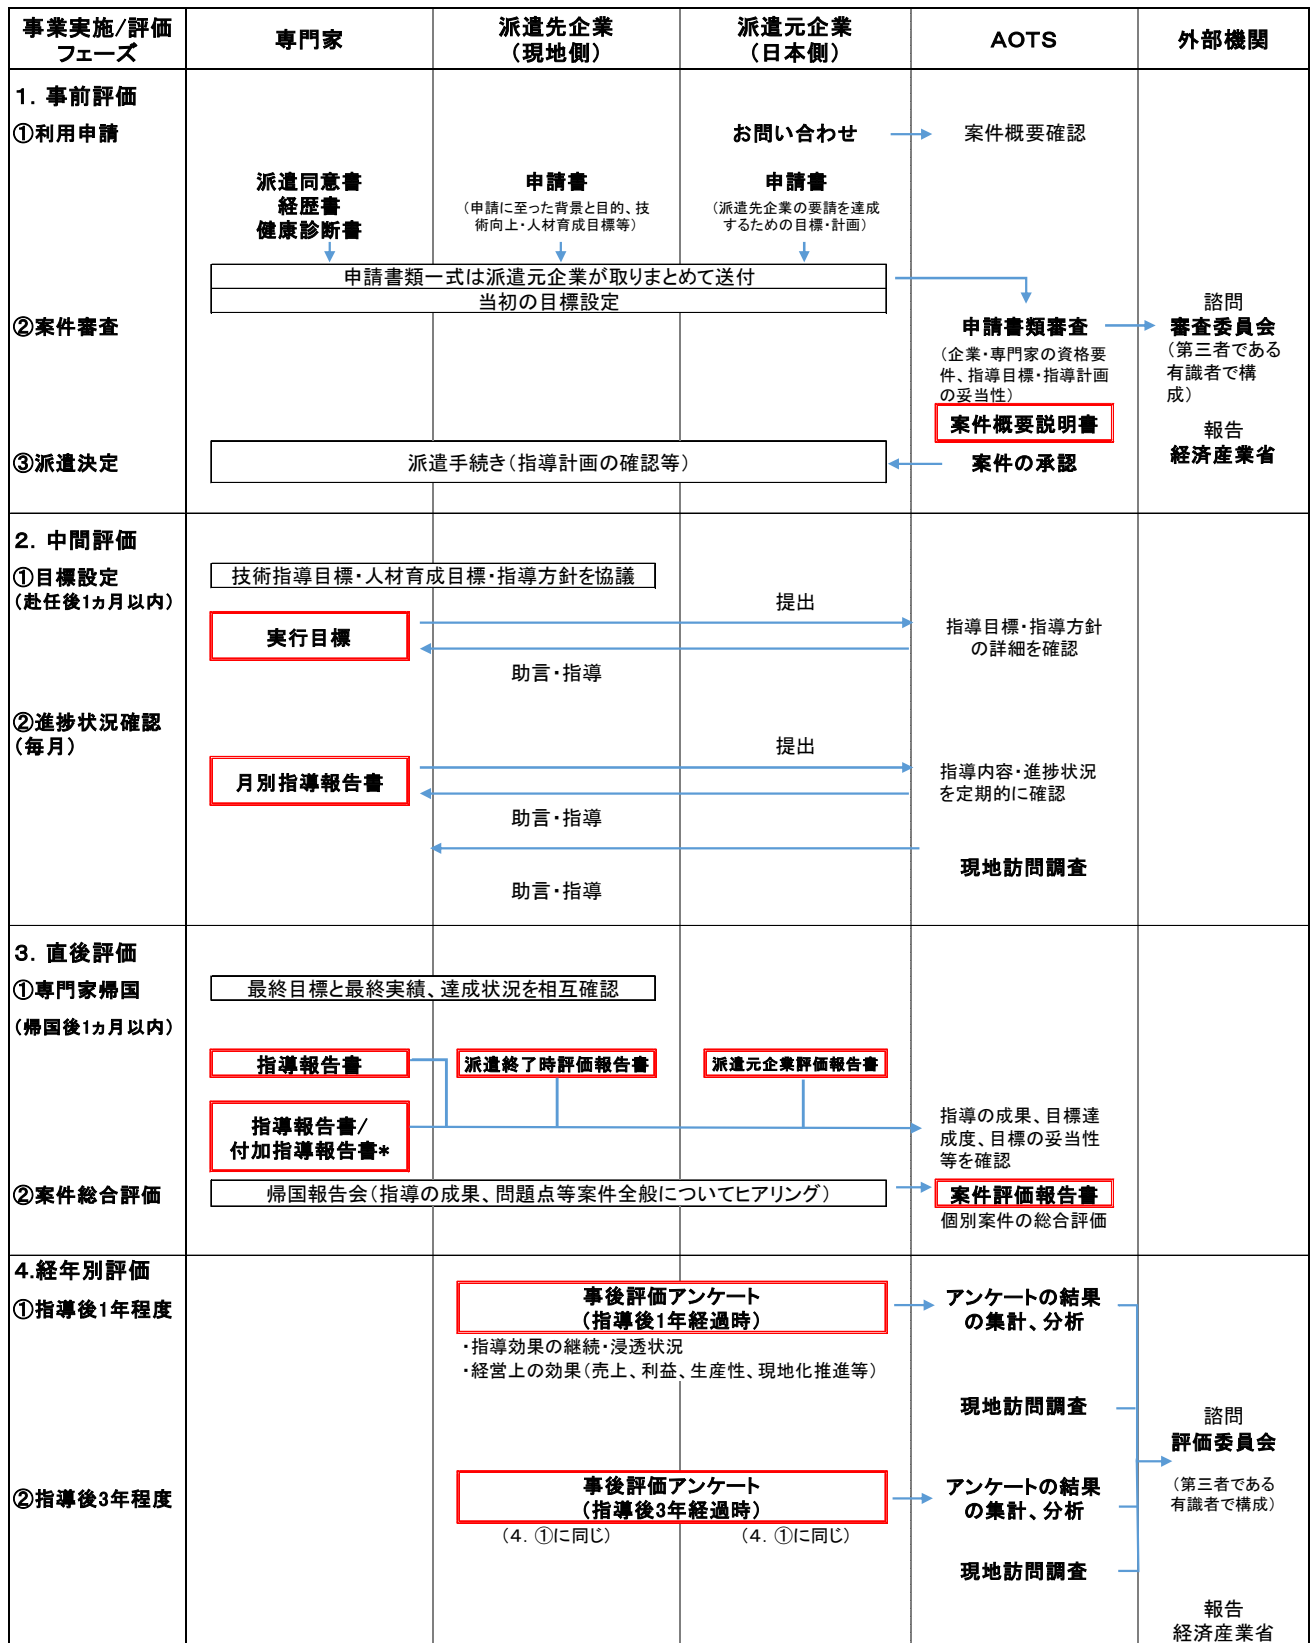 事業実施/評価
フェーズ
専門家
派遣先企業
(現地側)
派遣元企業
(日本側)
AOTS
外部機関
1. 事前評価
①利用申請
お問い合わせ
案件概要確認
派遣同意書
経歴書
健康診断書
申請書
(申請に至った背景と目的、技
術向上・人材育成目標等)
申請書
(派遣先企業の要請を達成
するための目標・計画)
申請書類一式は派遣元企業が取りまとめて送付
当初の目標設定
②案件審査
申請書類審査
(企業・専門家の資格要
件、指導目標・指導計画
の妥当性)
案件概要説明書
諮問
審査委員会
(第三者である
有識者で構
成)
報告
経済産業省
③派遣決定
派遣手続き(指導計画の確認等)
案件の承認
2. 中間評価
①目標設定
(赴任後1ヵ月以内)
技術指導目標・人材育成目標・指導方針を協議
実行目標
提出
助言・指導
指導目標・指導方針
の詳細を確認
②進捗状況確認
(毎月)
月別指導報告書
提出
助言・指導
指導内容・進捗状況
を定期的に確認
現地訪問調査
助言・指導
3. 直後評価
①専門家帰国
(帰国後1ヵ月以内)
最終目標と最終実績、達成状況を相互確認
指導報告書
派遣終了時評価報告書
派遣元企業評価報告書
指導報告書/
付加指導報告書*
指導の成果、目標達
成度、目標の妥当性
等を確認
②案件総合評価
帰国報告会(指導の成果、問題点等案件全般についてヒアリング)
案件評価報告書
個別案件の総合評価
4.経年別評価
①指導後1年程度
事後評価アンケート
(指導後1年経過時)
・指導効果の継続・浸透状況
・経営上の効果(売上、利益、生産性、現地化推進等)
アンケートの結果
の集計、分析
現地訪問調査
諮問
評価委員会
(第三者である
有識者で構成)
②指導後3年程度
事後評価アンケート
(指導後3年経過時)
(4. ①に同じ)
(4. ①に同じ)
アンケートの結果
の集計、分析
現地訪問調査
報告
経済産業省